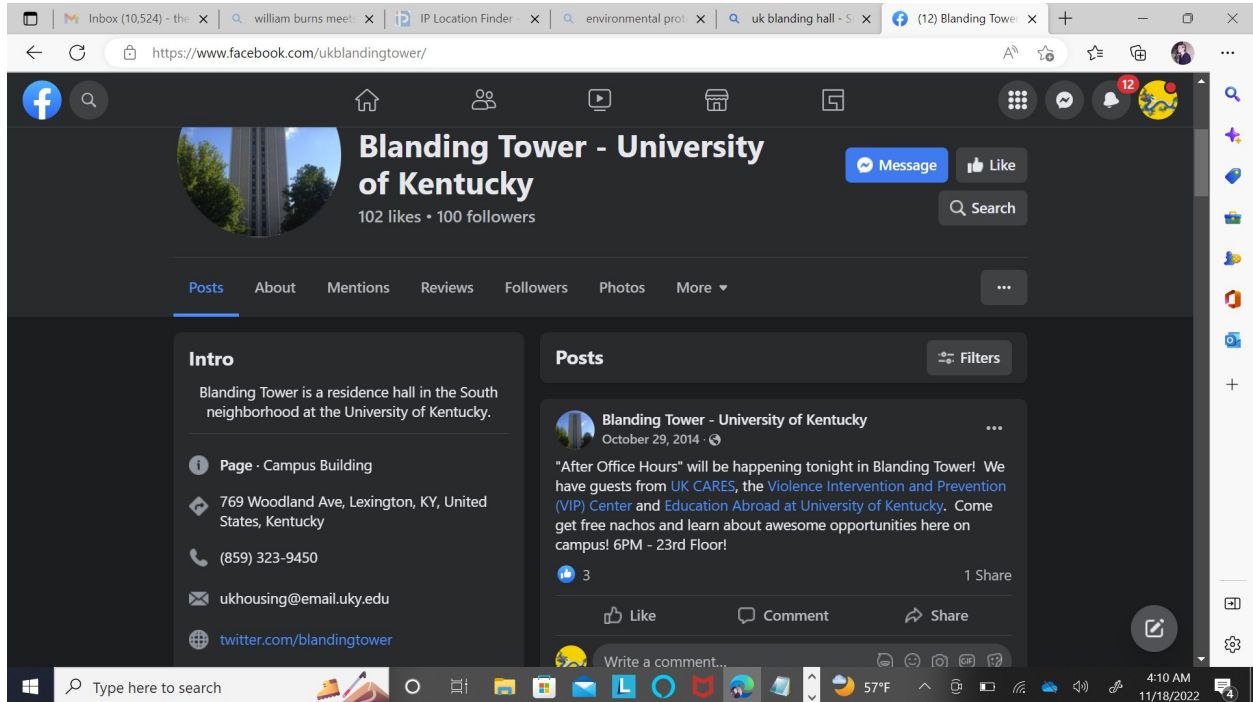 Inbox (10,524) - the
william burns meet
IP Location Finder -
environmental prot
uk blanding hall - S
(12) Blanding Tower
https://www.facebook.com/ukblandingtower/
12
Blanding Tower - University
of Kentucky
102 likes • 100 followers
Message
Like
Search
Posts About Mentions Reviews Followers Photos More
Intro
Blanding Tower is a residence hall in the South
neighborhood at the University of Kentucky.
Page · Campus Building
769 Woodland Ave, Lexington, KY, United
States, Kentucky
(859) 323-9450
ukhousing@email.uky.edu
twitter.com/blandingtower
Posts
Filters
Blanding Tower - University of Kentucky
October 29, 2014 ·
"After Office Hours" will be happening tonight in Blanding Tower! We
have guests from UK CARES, the Violence Intervention and Prevention
(VIP) Center and Education Abroad at University of Kentucky. Come
get free nachos and learn about awesome opportunities here on
campus! 6PM - 23rd Floor!
3
1 Share
Like Comment Share
Write a comment...
GIF
Type here to search
57°F
4:10 AM
11/18/2022
4